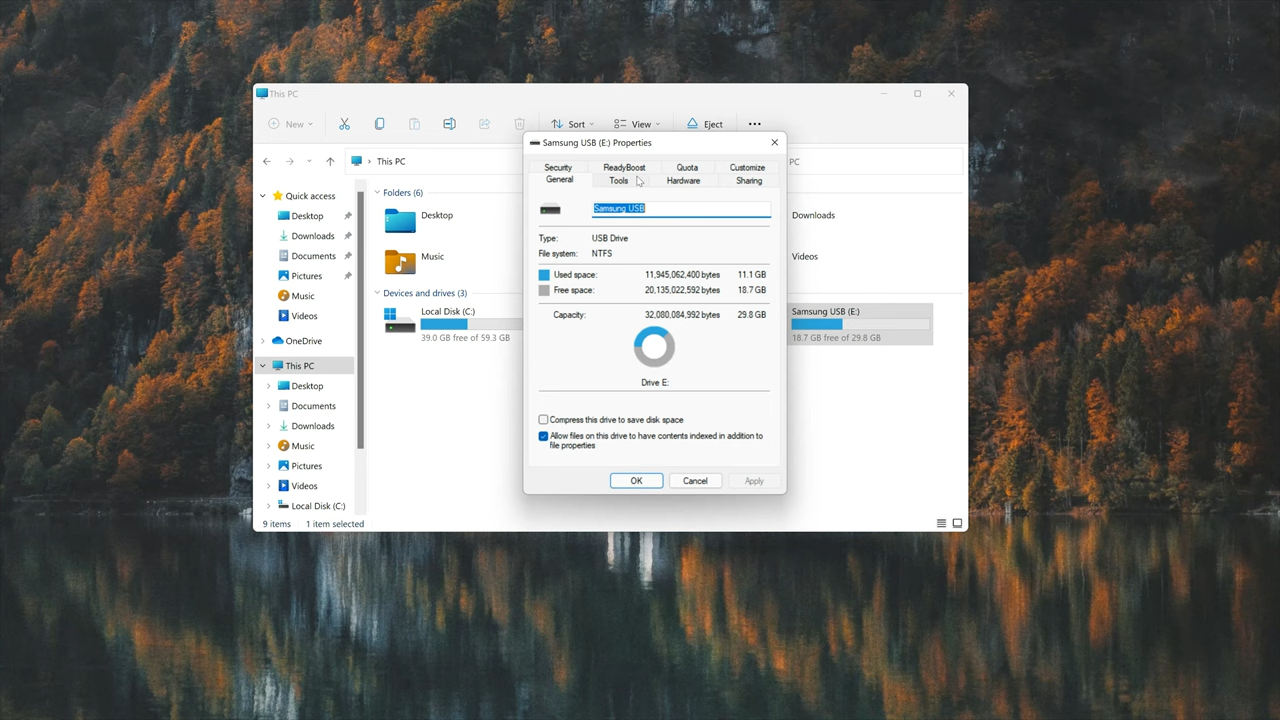 This PC
New
Sort
View
Eject
This PC
PC
Quick access
Desktop
Downloads
Documents
Pictures
Music
Videos
OneDrive
This PC
Desktop
Documents
Downloads
Music
Pictures
Videos
Local Disk (C:)
9 items
1 item selected
Folders (6)
Desktop
Downloads
Music
Videos
Devices and drives (3)
Local Disk (C:)
39.0 GB free of 59.3 GB
Samsung USB (E:)
18.7 GB free of 29.8 GB
Samsung USB (E:) Properties
Security ReadyBoost Quota Customize
General Tools Hardware Sharing
Samsung USB
Type: USB Drive
File system: NTFS
Used space: 11,945,062,400 bytes 11.1 GB
Free space: 20,135,022,592 bytes 18.7 GB
Capacity: 32,080,084,992 bytes 29.8 GB
Drive E:
Compress this drive to save disk space
Allow files on this drive to have contents indexed in addition to
file properties
OK Cancel Apply